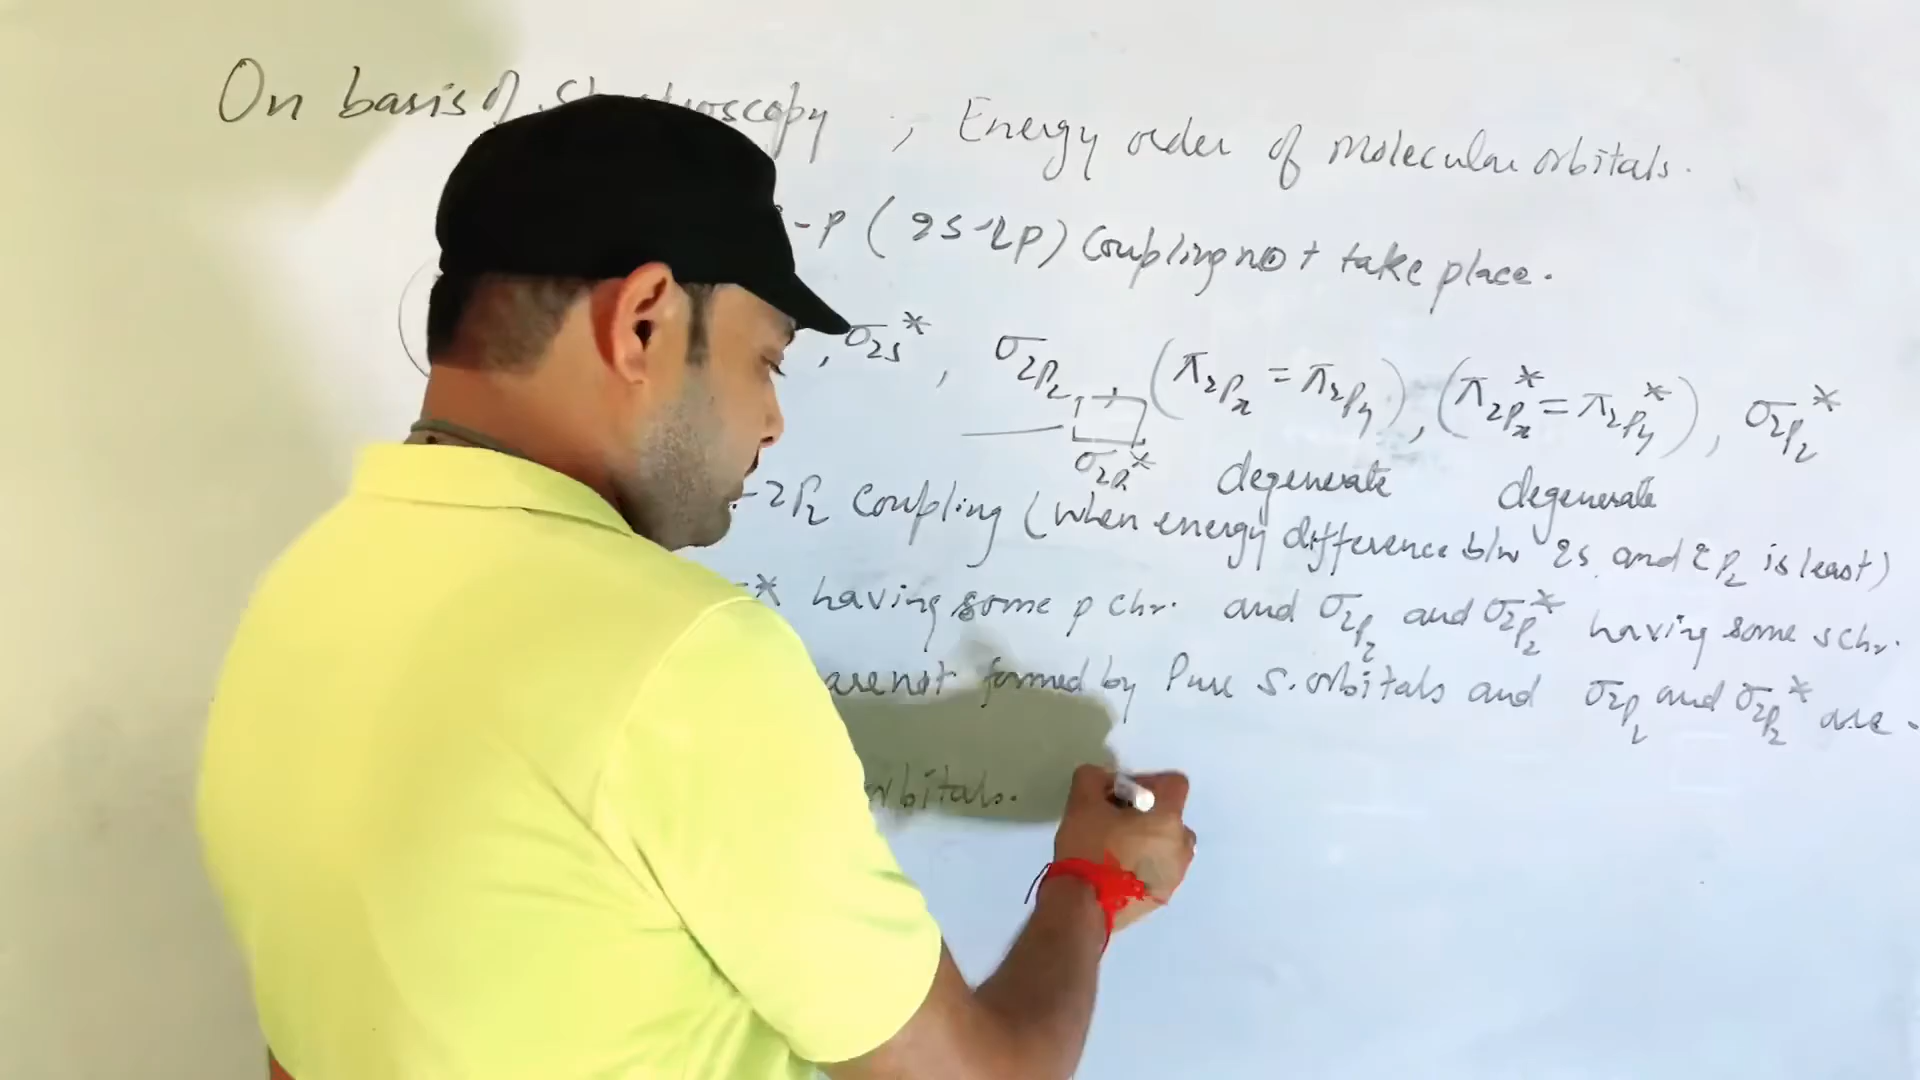 On basis of , Energy order of Molecular orbitals.
-p (2s-2p) Coupling not take place.
, σ2s*, σ2pz (π2px = π2py), (π2px* = π2py*), σ2pz*
degenerate degenerate
-2pz coupling (when energy difference b/w 2s and 2pz is least)
* having some p chr. and σ2pz and σ2pz* having some s chr.
are not formed by Pure S. orbitals and σ2pz and σ2pz* are -
orbitals.